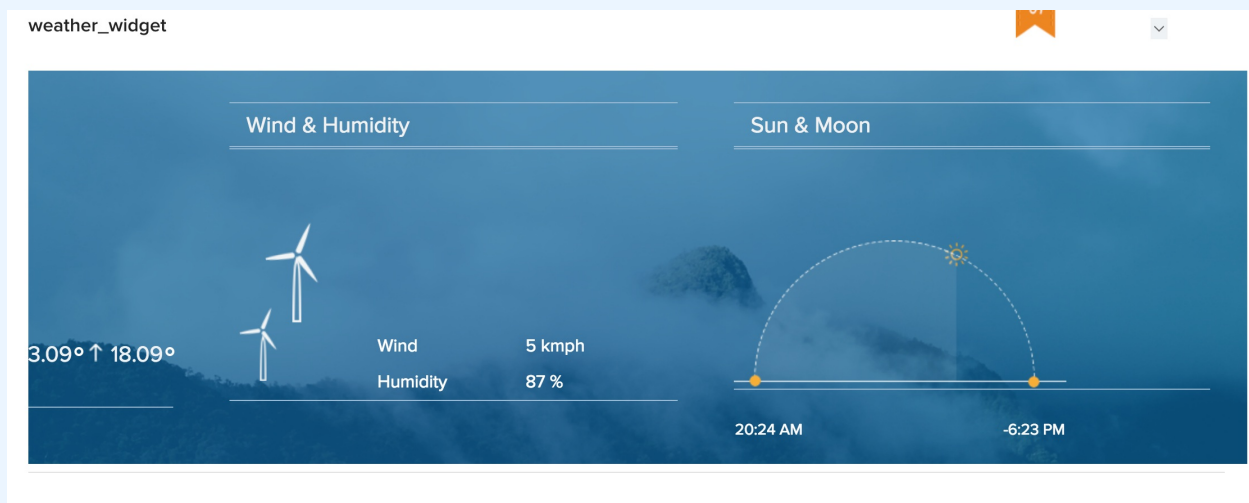 weather_widget
Wind & Humidity
Sun & Moon
3.09° ↑ 18.09°
Wind 5 kmph
Humidity 87 %
20:24 AM -6:23 PM